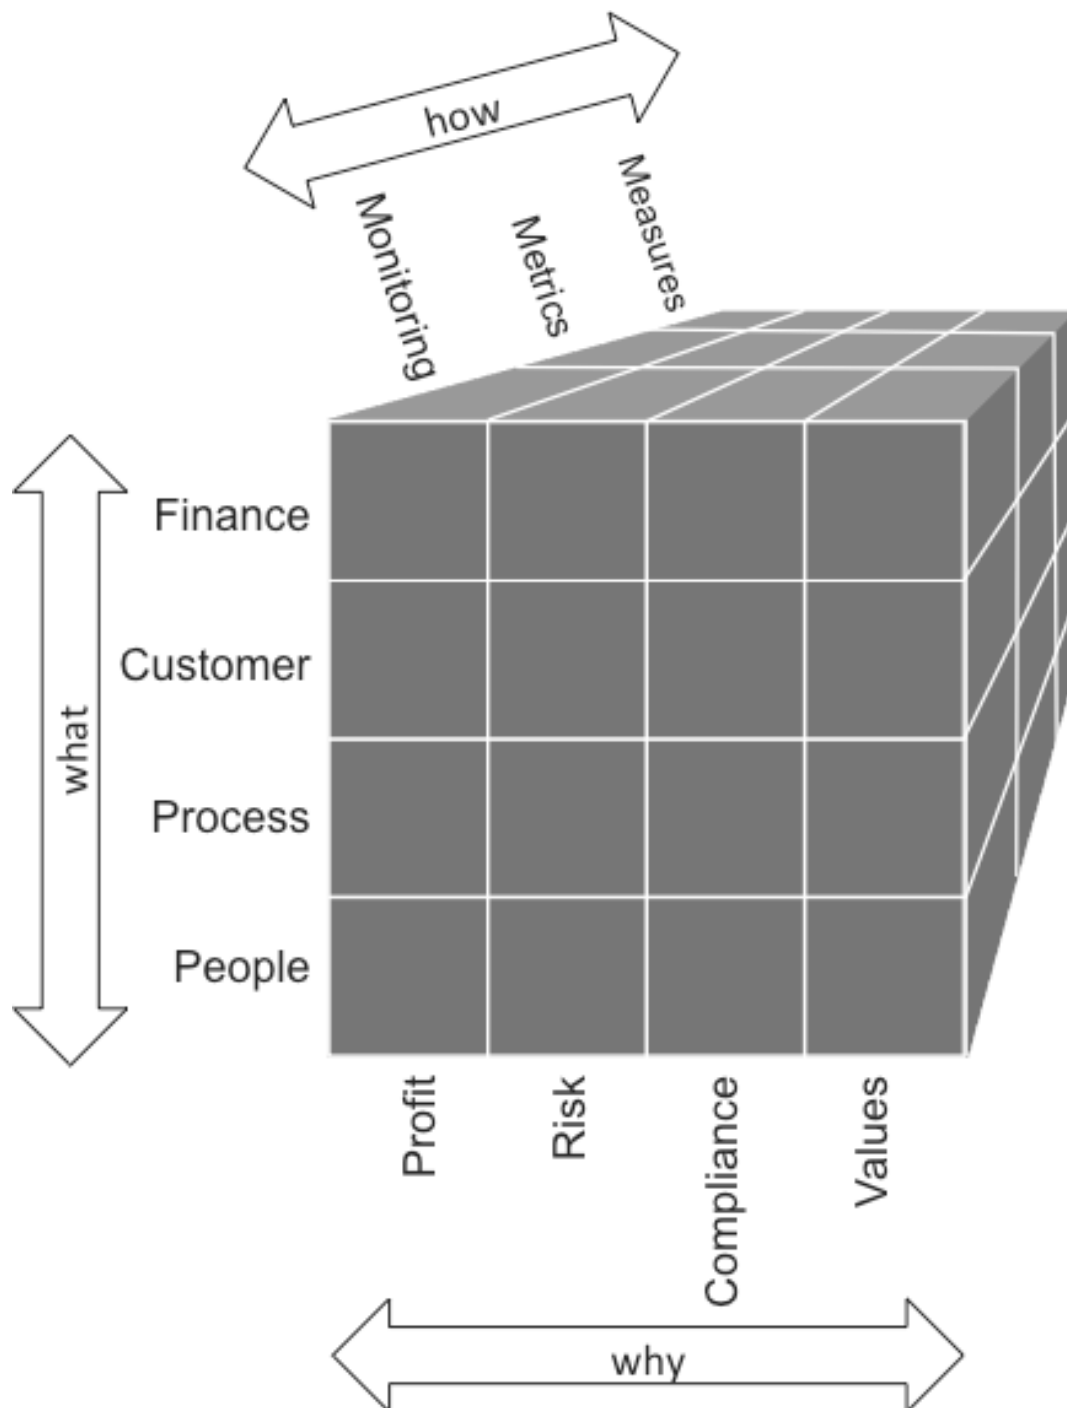 how
Monitoring
Metrics
Measures
what
Finance
Customer
Process
People
Profit
Risk
Compliance
Values
why